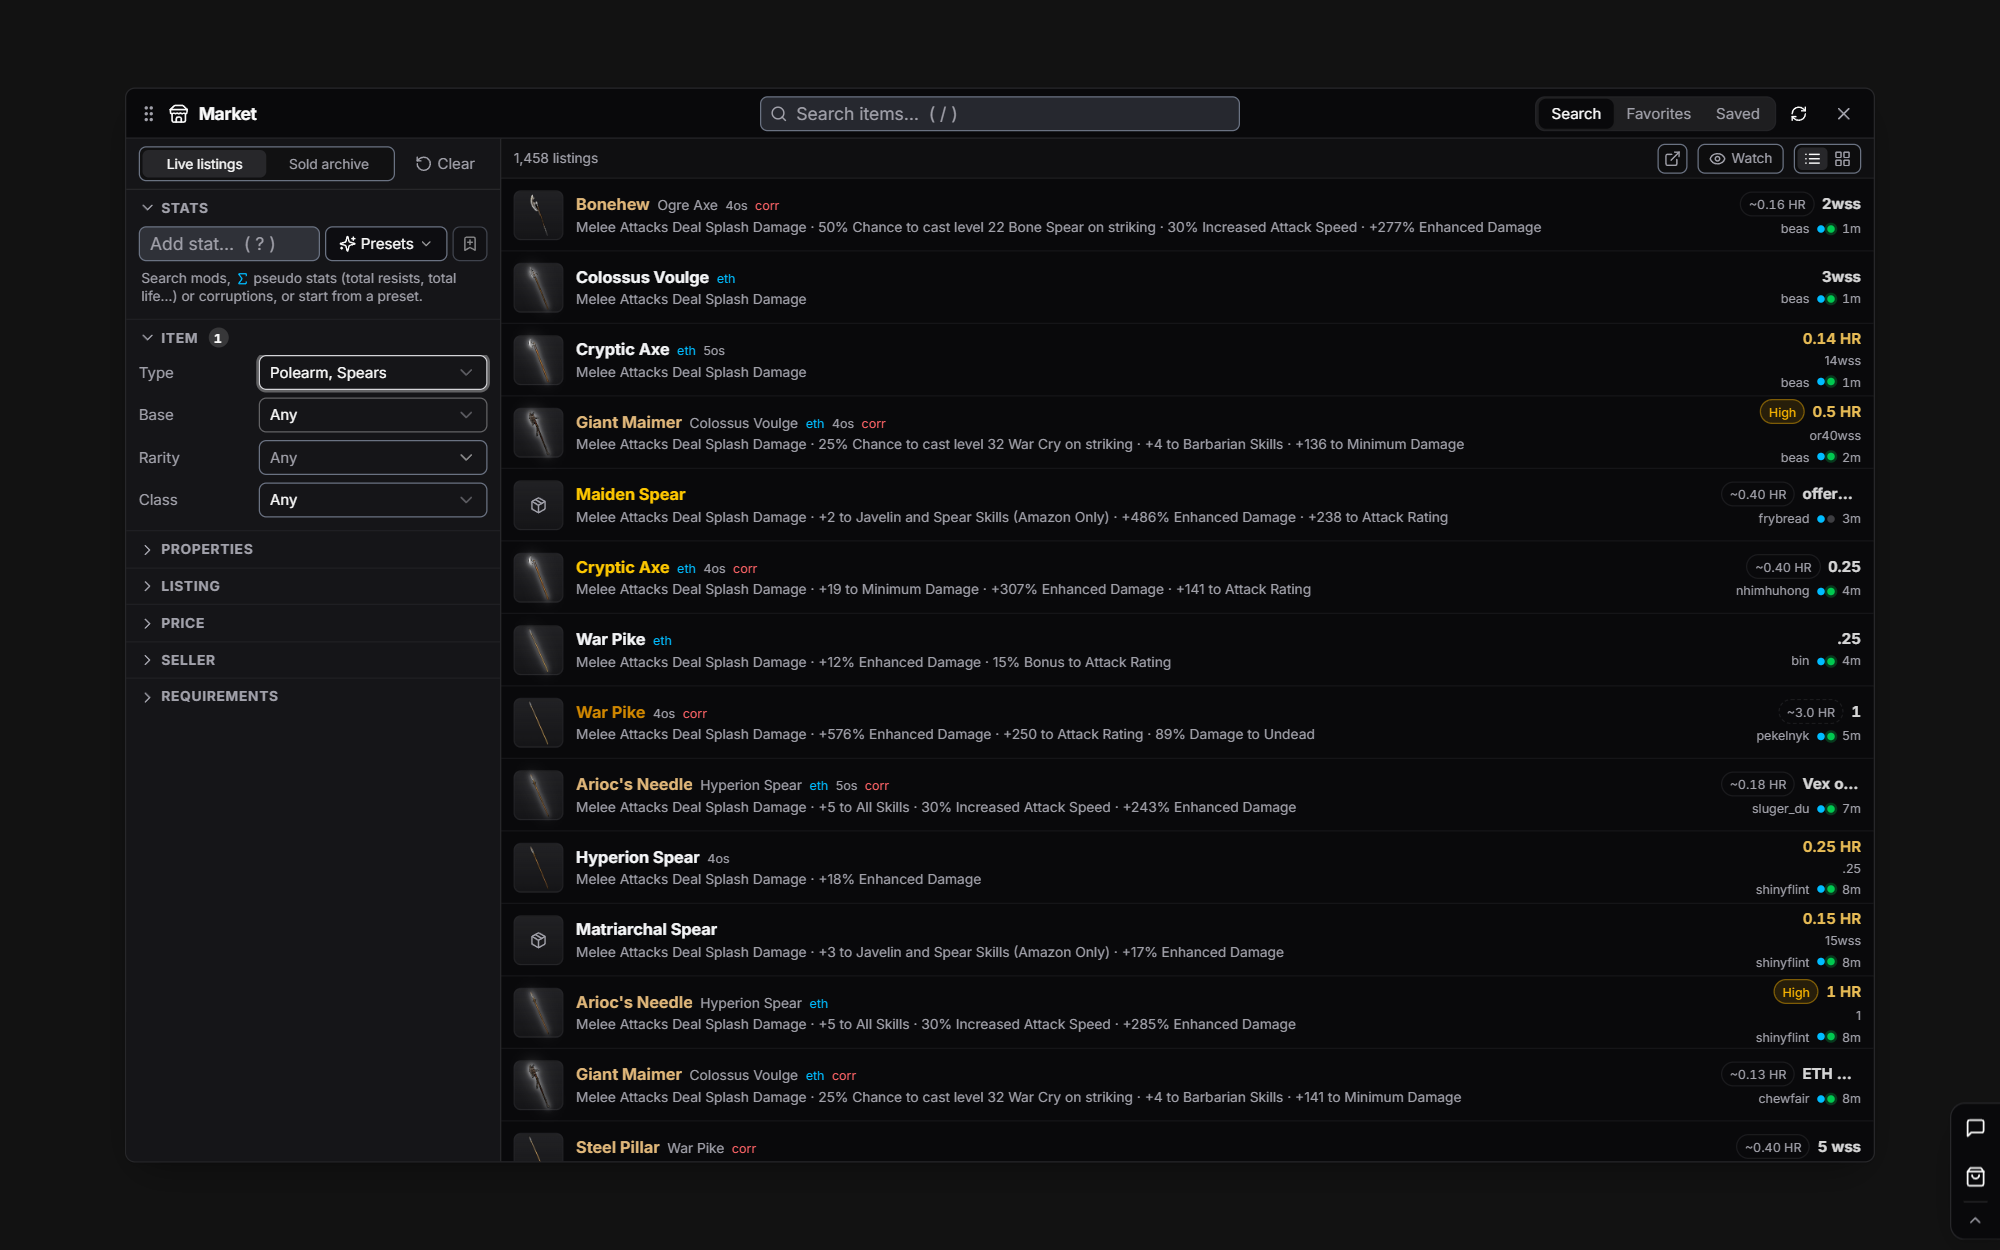 Market
Search items... ( / )
Search Favorites Saved
Live listings Sold archive Clear
1,458 listings
Watch
STATS
Add stat... ( ? ) Presets
Search mods, Σ pseudo stats (total resists, total
life...) or corruptions, or start from a preset.
ITEM 1
Type Polearm, Spears
Base Any
Rarity Any
Class Any
PROPERTIES
LISTING
PRICE
SELLER
REQUIREMENTS
Bonehew Ogre Axe 4os corr ~0.16 HR 2wss
Melee Attacks Deal Splash Damage · 50% Chance to cast level 22 Bone Spear on striking · 30% Increased Attack Speed · +277% Enhanced Damage beas 1m
Colossus Voulge eth 3wss
Melee Attacks Deal Splash Damage beas 1m
Cryptic Axe eth 5os 0.14 HR
14wss
Melee Attacks Deal Splash Damage beas 1m
Giant Maimer Colossus Voulge eth 4os corr High 0.5 HR
or40wss
Melee Attacks Deal Splash Damage · 25% Chance to cast level 32 War Cry on striking · +4 to Barbarian Skills · +136 to Minimum Damage beas 2m
Maiden Spear ~0.40 HR offer...
Melee Attacks Deal Splash Damage · +2 to Javelin and Spear Skills (Amazon Only) · +486% Enhanced Damage · +238 to Attack Rating frybread 3m
Cryptic Axe eth 4os corr ~0.40 HR 0.25
Melee Attacks Deal Splash Damage · +19 to Minimum Damage · +307% Enhanced Damage · +141 to Attack Rating nhimhuhong 4m
War Pike eth .25
Melee Attacks Deal Splash Damage · +12% Enhanced Damage · 15% Bonus to Attack Rating bin 4m
War Pike 4os corr ~3.0 HR 1
Melee Attacks Deal Splash Damage · +576% Enhanced Damage · +250 to Attack Rating · 89% Damage to Undead pekelnyk 5m
Arioc's Needle Hyperion Spear eth 5os corr ~0.18 HR Vex o...
Melee Attacks Deal Splash Damage · +5 to All Skills · 30% Increased Attack Speed · +243% Enhanced Damage sluger_du 7m
Hyperion Spear 4os 0.25 HR
.25
Melee Attacks Deal Splash Damage · +18% Enhanced Damage shinyflint 8m
Matriarchal Spear 0.15 HR
15wss
Melee Attacks Deal Splash Damage · +3 to Javelin and Spear Skills (Amazon Only) · +17% Enhanced Damage shinyflint 8m
Arioc's Needle Hyperion Spear eth High 1 HR
1
Melee Attacks Deal Splash Damage · +5 to All Skills · 30% Increased Attack Speed · +285% Enhanced Damage shinyflint 8m
Giant Maimer Colossus Voulge eth corr ~0.13 HR ETH ...
Melee Attacks Deal Splash Damage · 25% Chance to cast level 32 War Cry on striking · +4 to Barbarian Skills · +141 to Minimum Damage chewfair 8m
Steel Pillar War Pike corr ~0.40 HR 5 wss